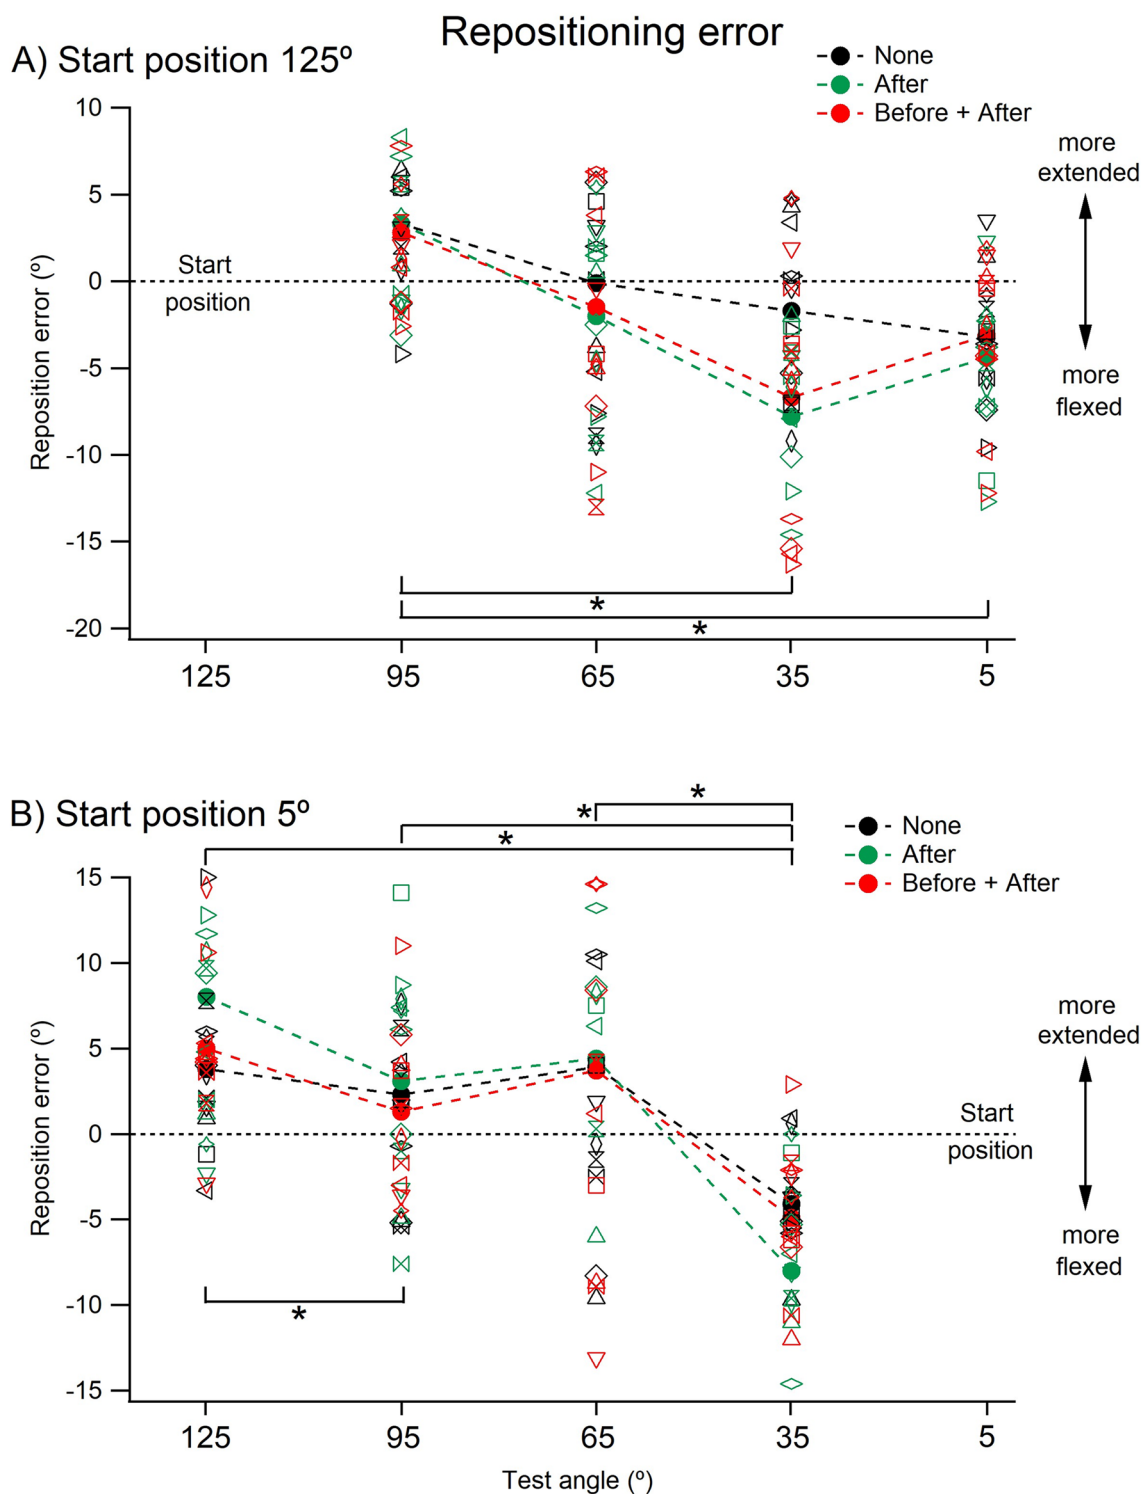 Repositioning error
A) Start position 125º
None
After
Before + After
10
5
0
-5
-10
-15
-20
Reposition error (º)
Start
position
more
extended
more
flexed
*
*
125
95
65
35
5
B) Start position 5º
*
*
*
None
After
Before + After
15
10
5
0
-5
-10
-15
Reposition error (º)
Start
position
more
extended
more
flexed
*
125
95
65
35
5
Test angle (º)